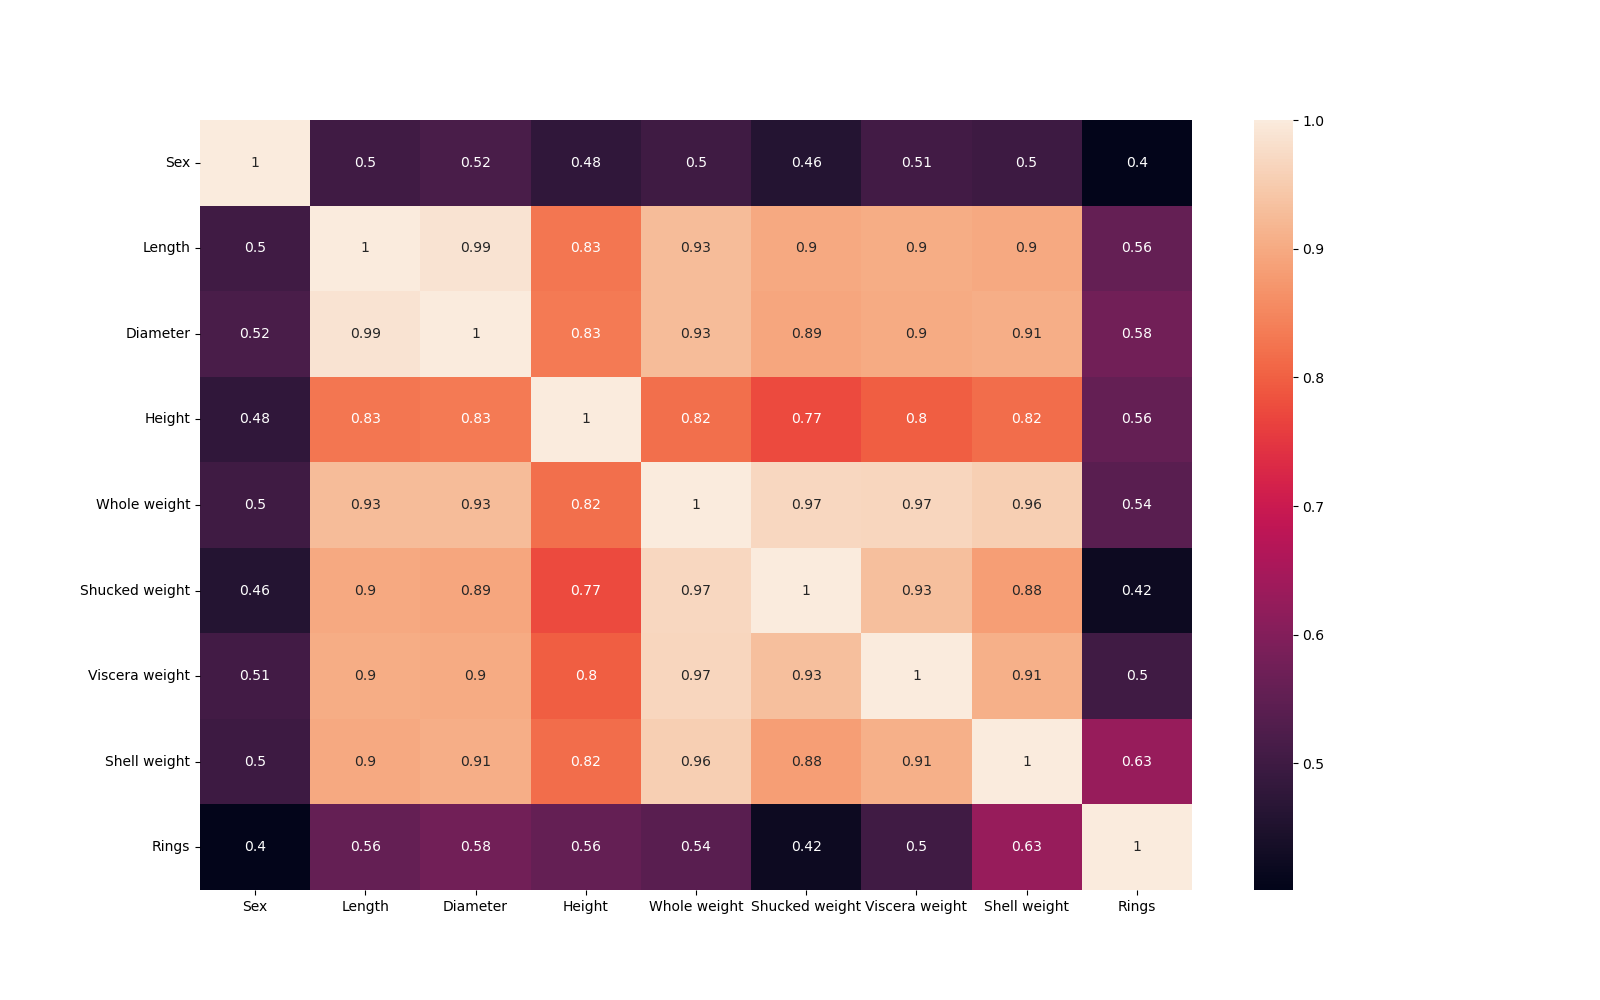 Sex 1 0.5 0.52 0.48 0.5 0.46 0.51 0.5 0.4
Length 0.5 1 0.99 0.83 0.93 0.9 0.9 0.9 0.56
Diameter 0.52 0.99 1 0.83 0.93 0.89 0.9 0.91 0.58
Height 0.48 0.83 0.83 1 0.82 0.77 0.8 0.82 0.56
Whole weight 0.5 0.93 0.93 0.82 1 0.97 0.97 0.96 0.54
Shucked weight 0.46 0.9 0.89 0.77 0.97 1 0.93 0.88 0.42
Viscera weight 0.51 0.9 0.9 0.8 0.97 0.93 1 0.91 0.5
Shell weight 0.5 0.9 0.91 0.82 0.96 0.88 0.91 1 0.63
Rings 0.4 0.56 0.58 0.56 0.54 0.42 0.5 0.63 1
Sex Length Diameter Height Whole weight Shucked weight Viscera weight Shell weight Rings
1.0
0.9
0.8
0.7
0.6
0.5